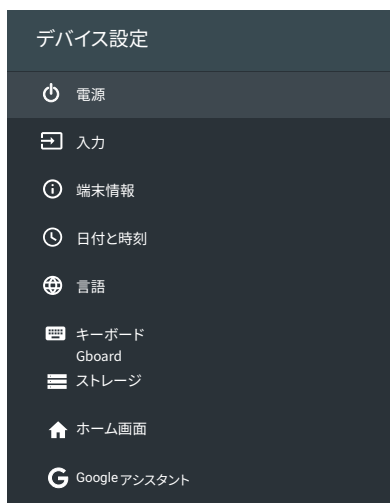 デバイス設定
電源
入力
端末情報
日付と時刻
言語
キーボード
Gboard
ストレージ
ホーム画面
Google アシスタント